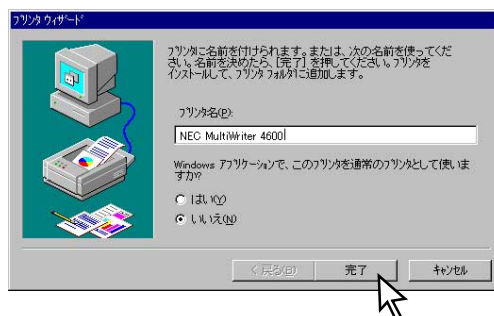 プリンタ ウィザード
プリンタに名前を付けられます。または、次の名前を使ってくだ
さい。名前を決めたら、[完了] を押してください。プリンタを
インストールして、プリンタ フォルダに追加します。
プリンタ名(P):
NEC MultiWriter 4600
Windows アプリケーションで、このプリンタを通常のプリンタとして使いま
すか?
はい(Y)
いいえ(N)
< 戻る(B)
完了
キャンセル